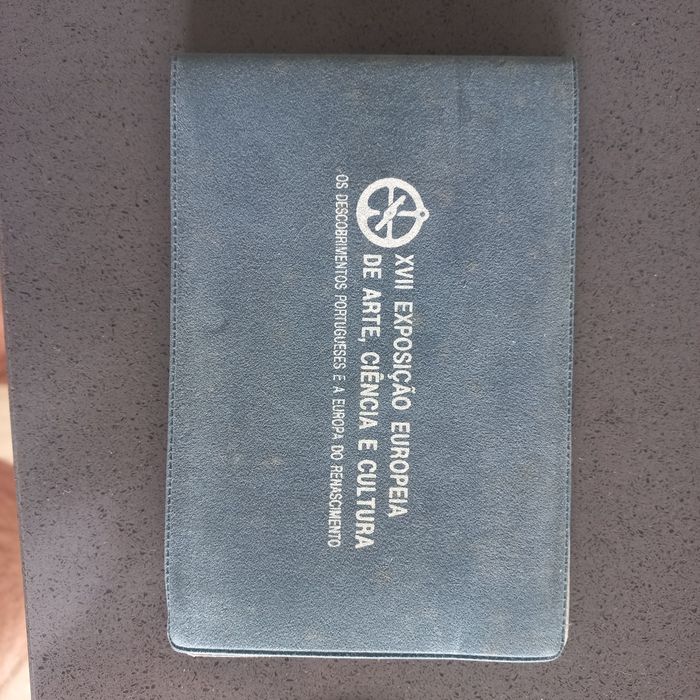 XVII EXPOSIÇÃO EUROPEIA
DE ARTE, CIÊNCIA E CULTURA
OS DESCOBRIMENTOS PORTUGUESES E A EUROPA DO RENASCIMENTO